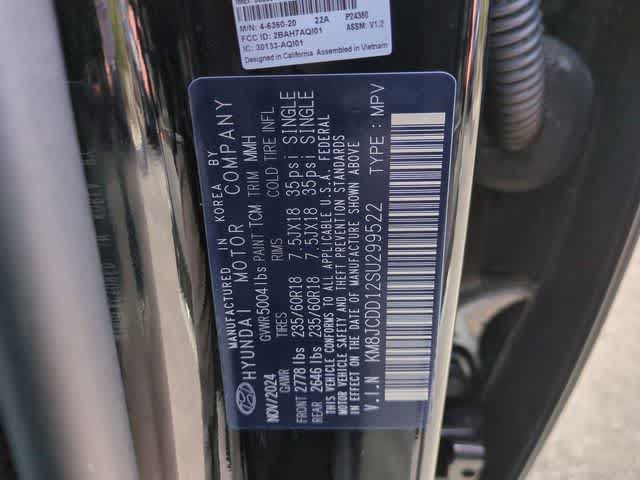 M/N: 4-6360-20 22A P24360
FCC ID: 2BAH7AQI01 ASSM: V1.2
IC: 30133-AQI01
Designed in California. Assembled in Vietnam
MANUFACTURED IN KOREA BY
HYUNDAI MOTOR COMPANY
NOV/2024 GVWR 5004 lbs PAINT TCM TRIM MMH
GAWR TIRES RIMS COLD TIRE INFL
FRONT 2778 lbs 235/60R18 7.5JX18 35psi SINGLE
REAR 2646 lbs 235/60R18 7.5JX18 35psi SINGLE
THIS VEHICLE CONFORMS TO ALL APPLICABLE U.S.A. FEDERAL
MOTOR VEHICLE SAFETY AND THEFT PREVENTION STANDARDS
IN EFFECT ON THE DATE OF MANUFACTURE SHOWN ABOVE.
V.I.N KM8JCDD12SU299522 TYPE : MPV